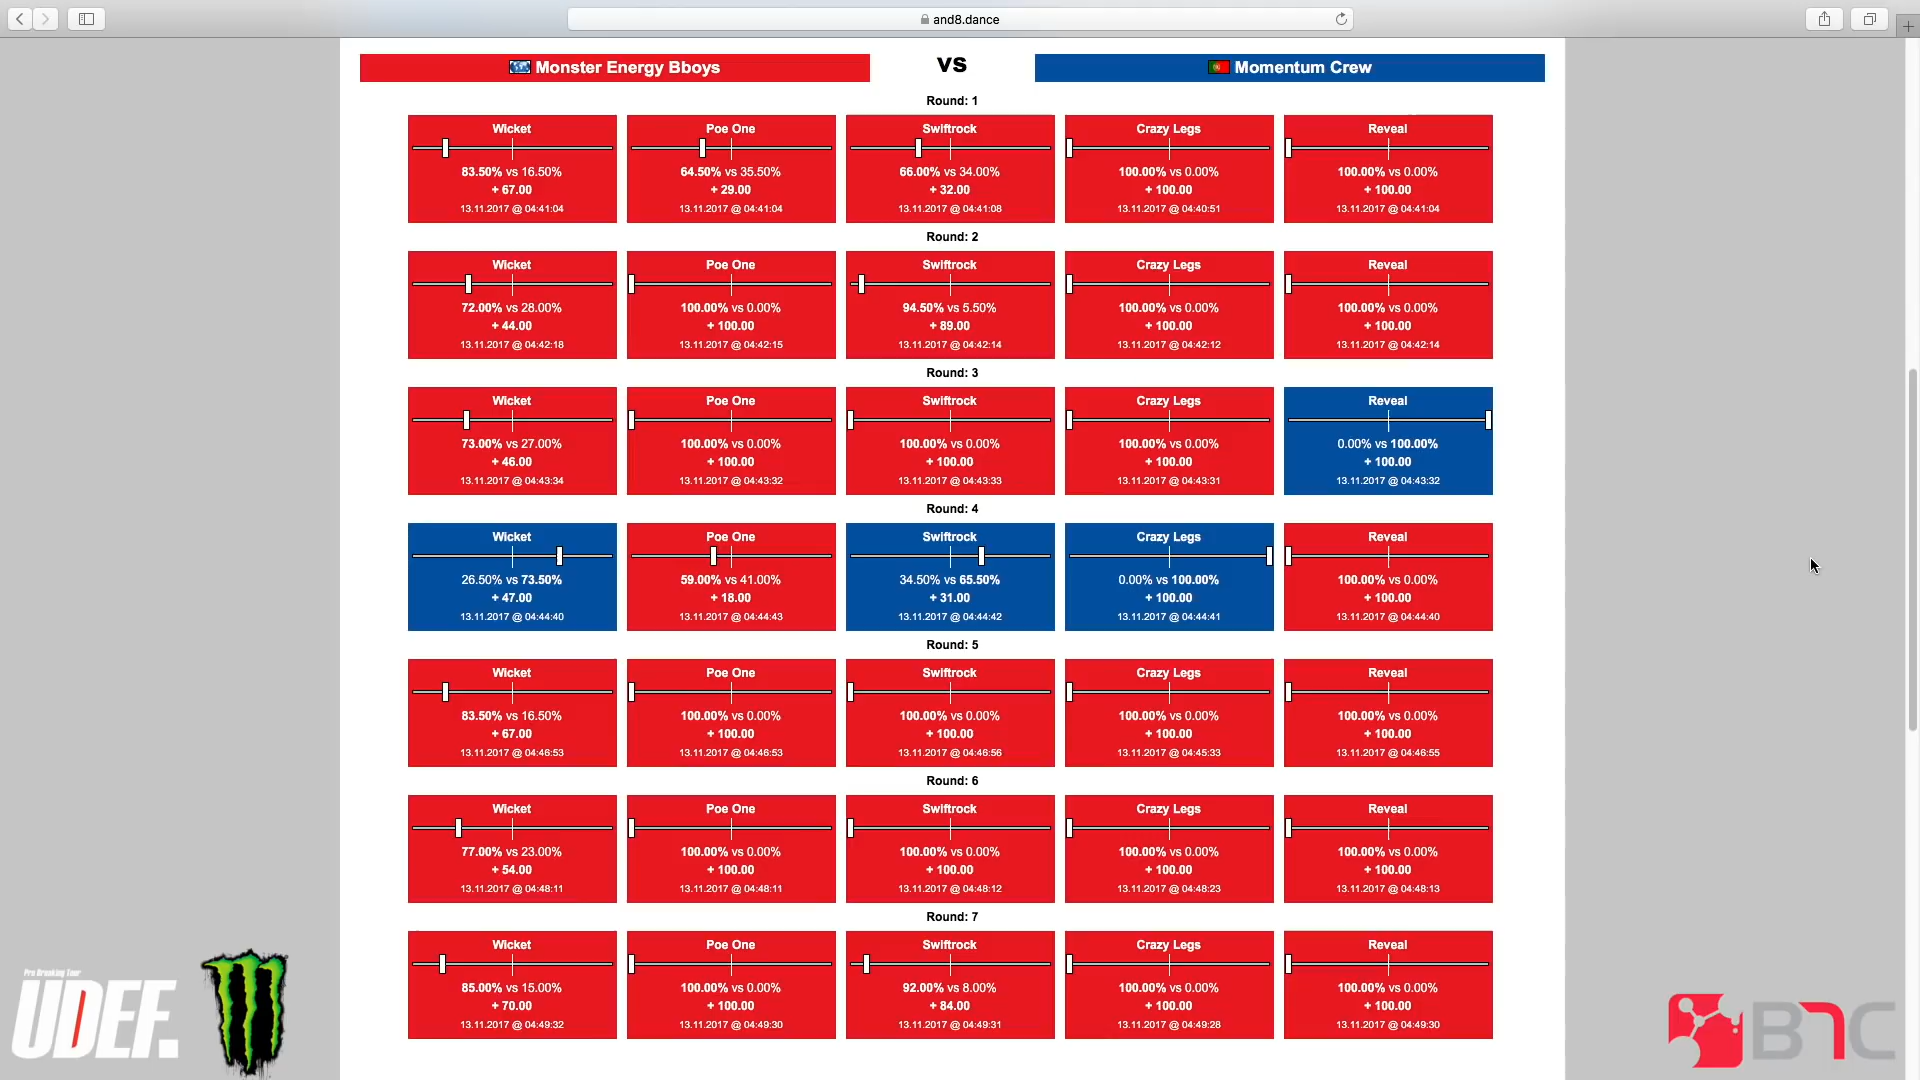 and8.dance
Monster Energy Bboys
VS
Momentum Crew
Round: 1
Wicket
83.50% vs 16.50%
+ 67.00
13.11.2017 @ 04:41:04
Poe One
64.50% vs 35.50%
+ 29.00
13.11.2017 @ 04:41:04
Swiftrock
66.00% vs 34.00%
+ 32.00
13.11.2017 @ 04:41:08
Crazy Legs
100.00% vs 0.00%
+ 100.00
13.11.2017 @ 04:40:51
Reveal
100.00% vs 0.00%
+ 100.00
13.11.2017 @ 04:41:04
Round: 2
Wicket
72.00% vs 28.00%
+ 44.00
13.11.2017 @ 04:42:18
Poe One
100.00% vs 0.00%
+ 100.00
13.11.2017 @ 04:42:15
Swiftrock
94.50% vs 5.50%
+ 89.00
13.11.2017 @ 04:42:14
Crazy Legs
100.00% vs 0.00%
+ 100.00
13.11.2017 @ 04:42:12
Reveal
100.00% vs 0.00%
+ 100.00
13.11.2017 @ 04:42:14
Round: 3
Wicket
73.00% vs 27.00%
+ 46.00
13.11.2017 @ 04:43:34
Poe One
100.00% vs 0.00%
+ 100.00
13.11.2017 @ 04:43:32
Swiftrock
100.00% vs 0.00%
+ 100.00
13.11.2017 @ 04:43:33
Crazy Legs
100.00% vs 0.00%
+ 100.00
13.11.2017 @ 04:43:31
Reveal
0.00% vs 100.00%
+ 100.00
13.11.2017 @ 04:43:32
Round: 4
Wicket
26.50% vs 73.50%
+ 47.00
13.11.2017 @ 04:44:40
Poe One
59.00% vs 41.00%
+ 18.00
13.11.2017 @ 04:44:43
Swiftrock
34.50% vs 65.50%
+ 31.00
13.11.2017 @ 04:44:42
Crazy Legs
0.00% vs 100.00%
+ 100.00
13.11.2017 @ 04:44:41
Reveal
100.00% vs 0.00%
+ 100.00
13.11.2017 @ 04:44:40
Round: 5
Wicket
83.50% vs 16.50%
+ 67.00
13.11.2017 @ 04:46:53
Poe One
100.00% vs 0.00%
+ 100.00
13.11.2017 @ 04:46:53
Swiftrock
100.00% vs 0.00%
+ 100.00
13.11.2017 @ 04:46:56
Crazy Legs
100.00% vs 0.00%
+ 100.00
13.11.2017 @ 04:45:33
Reveal
100.00% vs 0.00%
+ 100.00
13.11.2017 @ 04:46:55
Round: 6
Wicket
77.00% vs 23.00%
+ 54.00
13.11.2017 @ 04:48:11
Poe One
100.00% vs 0.00%
+ 100.00
13.11.2017 @ 04:48:11
Swiftrock
100.00% vs 0.00%
+ 100.00
13.11.2017 @ 04:48:12
Crazy Legs
100.00% vs 0.00%
+ 100.00
13.11.2017 @ 04:48:23
Reveal
100.00% vs 0.00%
+ 100.00
13.11.2017 @ 04:48:13
Round: 7
Wicket
85.00% vs 15.00%
+ 70.00
13.11.2017 @ 04:49:32
Poe One
100.00% vs 0.00%
+ 100.00
13.11.2017 @ 04:49:30
Swiftrock
92.00% vs 8.00%
+ 84.00
13.11.2017 @ 04:49:31
Crazy Legs
100.00% vs 0.00%
+ 100.00
13.11.2017 @ 04:49:28
Reveal
100.00% vs 0.00%
+ 100.00
13.11.2017 @ 04:49:30
Pro Breaking Tour
UDEF.
B7C